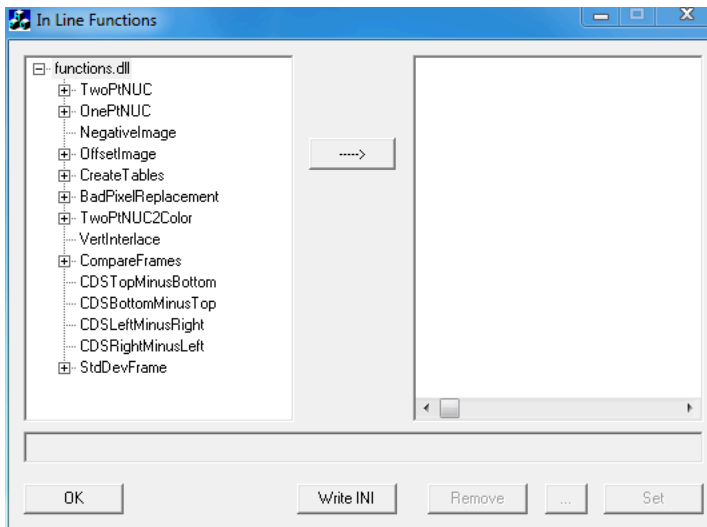 In Line Functions
functions.dll
TwoPtNUC
OnePtNUC
NegativeImage
OffsetImage
CreateTables
BadPixelReplacement
TwoPtNUC2Color
VertInterlace
CompareFrames
CDSTopMinusBottom
CDSBottomMinusTop
CDSLeftMinusRight
CDSRightMinusLeft
StdDevFrame
----->
OK
Write INI
Remove
...
Set